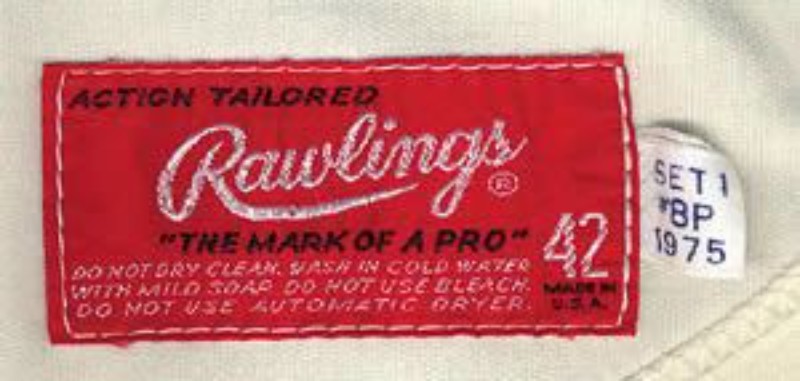 ACTION TAILORED
Rawlings ®
"THE MARK OF A PRO"
42
DO NOT DRY CLEAN. WASH IN COLD WATER
WITH MILD SOAP DO NOT USE BLEACH.
DO NOT USE AUTOMATIC DRYER.
MADE IN
U.S.A.
SET 1
#8P
1975